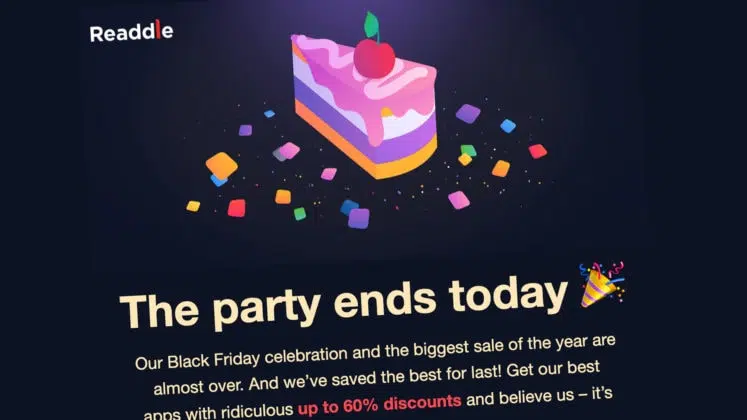 Readdle
The party ends today 🎉
Our Black Friday celebration and the biggest sale of the year are
almost over. And we’ve saved the best for last! Get our best
apps with ridiculous up to 60% discounts and believe us – it’s